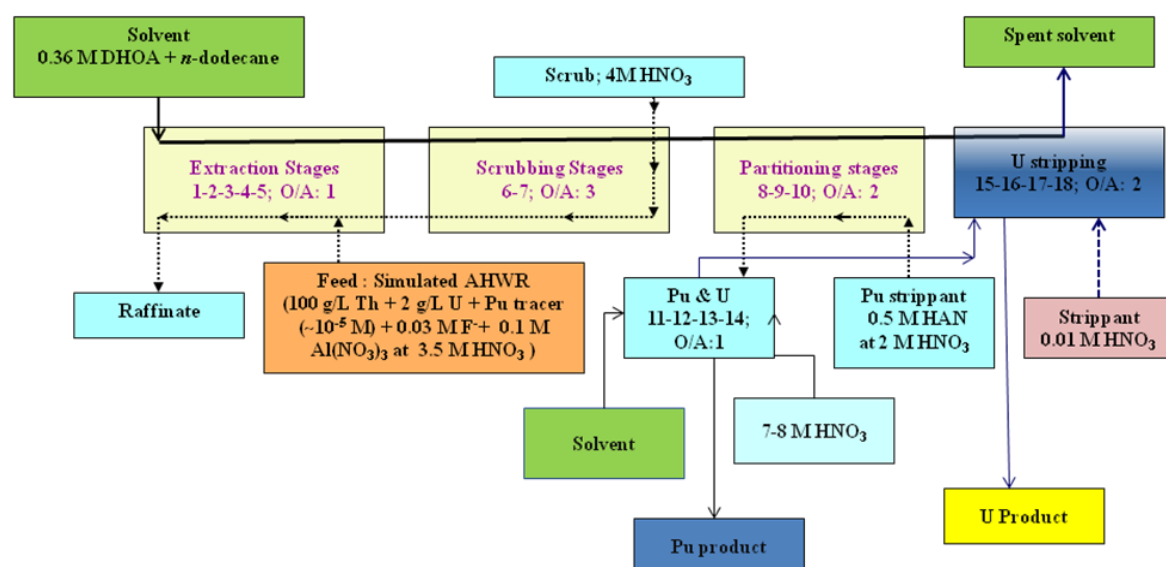 Solvent
0.36 M DHOA + n-dodecane
Spent solvent
Scrub; 4M HNO3
Extraction Stages
1-2-3-4-5; O/A: 1
Scrubbing Stages
6-7; O/A: 3
Partitioning stages
8-9-10; O/A: 2
U stripping
15-16-17-18; O/A: 2
Raffinate
Feed : Simulated AHWR
(100 g/L Th + 2 g/L U + Pu tracer
(~10-5 M) + 0.03 M F-+ 0.1 M
Al(NO3)3 at 3.5 M HNO3 )
Pu & U
11-12-13-14;
O/A:1
Pu strippant
0.5 M HAN
at 2 M HNO3
Strippant
0.01 M HNO3
Solvent
7-8 M HNO3
U Product
Pu product